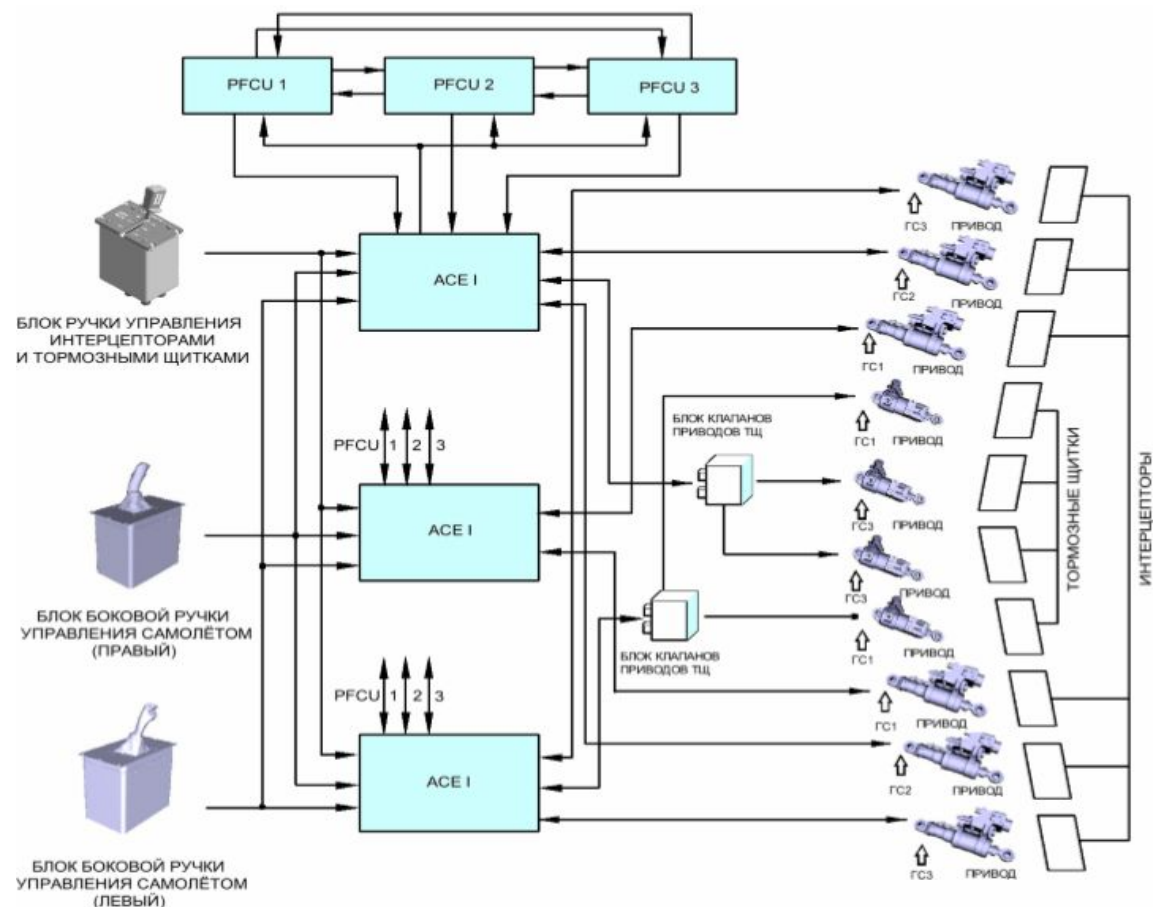 PFCU 1
PFCU 2
PFCU 3
БЛОК РУЧКИ УПРАВЛЕНИЯ
ИНТЕРЦЕПТОРАМИ
И ТОРМОЗНЫМИ ЩИТКАМИ
ACE I
ГС3 ПРИВОД
ГС2 ПРИВОД
ГС1 ПРИВОД
БЛОК КЛАПАНОВ
ПРИВОДОВ ТЩ
ГС1 ПРИВОД
PFCU 1 2 3
ACE I
ГС3 ПРИВОД
ТОРМОЗНЫЕ ЩИТКИ
ИНТЕРЦЕПТОРЫ
БЛОК БОКОВОЙ РУЧКИ
УПРАВЛЕНИЯ САМОЛЁТОМ
(ПРАВЫЙ)
ГС3 ПРИВОД
БЛОК КЛАПАНОВ
ПРИВОДОВ ТЩ
ГС1 ПРИВОД
PFCU 1 2 3
ACE I
ГС1 ПРИВОД
ГС2 ПРИВОД
ГС3 ПРИВОД
БЛОК БОКОВОЙ РУЧКИ
УПРАВЛЕНИЯ САМОЛЁТОМ
(ЛЕВЫЙ)